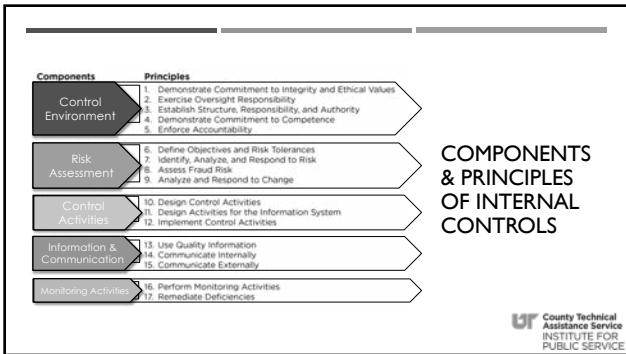 Components Principles
Control
Environment
1. Demonstrate Commitment to Integrity and Ethical Values
2. Exercise Oversight Responsibility
3. Establish Structure, Responsibility, and Authority
4. Demonstrate Commitment to Competence
5. Enforce Accountability
Risk
Assessment
6. Define Objectives and Risk Tolerances
7. Identify, Analyze, and Respond to Risk
8. Assess Fraud Risk
9. Analyze and Respond to Change
Control
Activities
10. Design Control Activities
11. Design Activities for the Information System
12. Implement Control Activities
Information &
Communication
13. Use Quality Information
14. Communicate Internally
15. Communicate Externally
Monitoring Activities
16. Perform Monitoring Activities
17. Remediate Deficiencies
COMPONENTS
& PRINCIPLES
OF INTERNAL
CONTROLS
UT County Technical
Assistance Service
INSTITUTE FOR
PUBLIC SERVICE